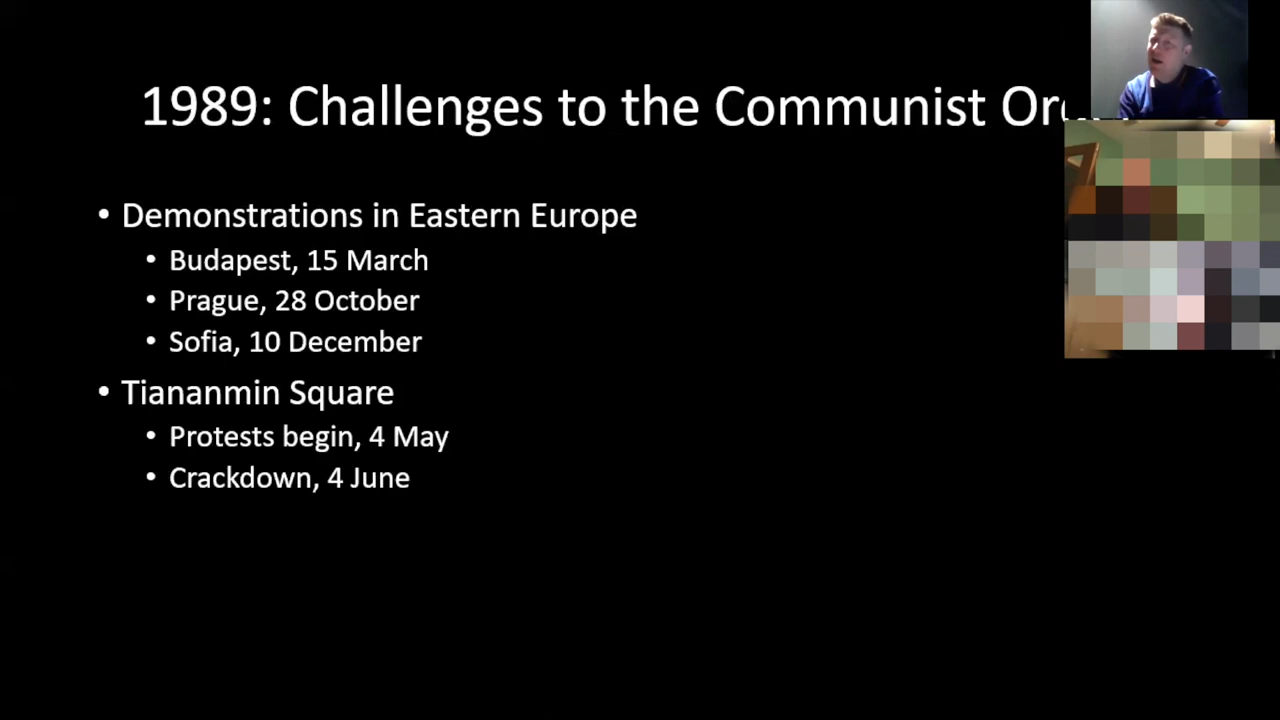 1989: Challenges to the Communist
• Demonstrations in Eastern Europe
• Budapest, 15 March
• Prague, 28 October
• Sofia, 10 December
• Tiananmin Square
• Protests begin, 4 May
• Crackdown, 4 June